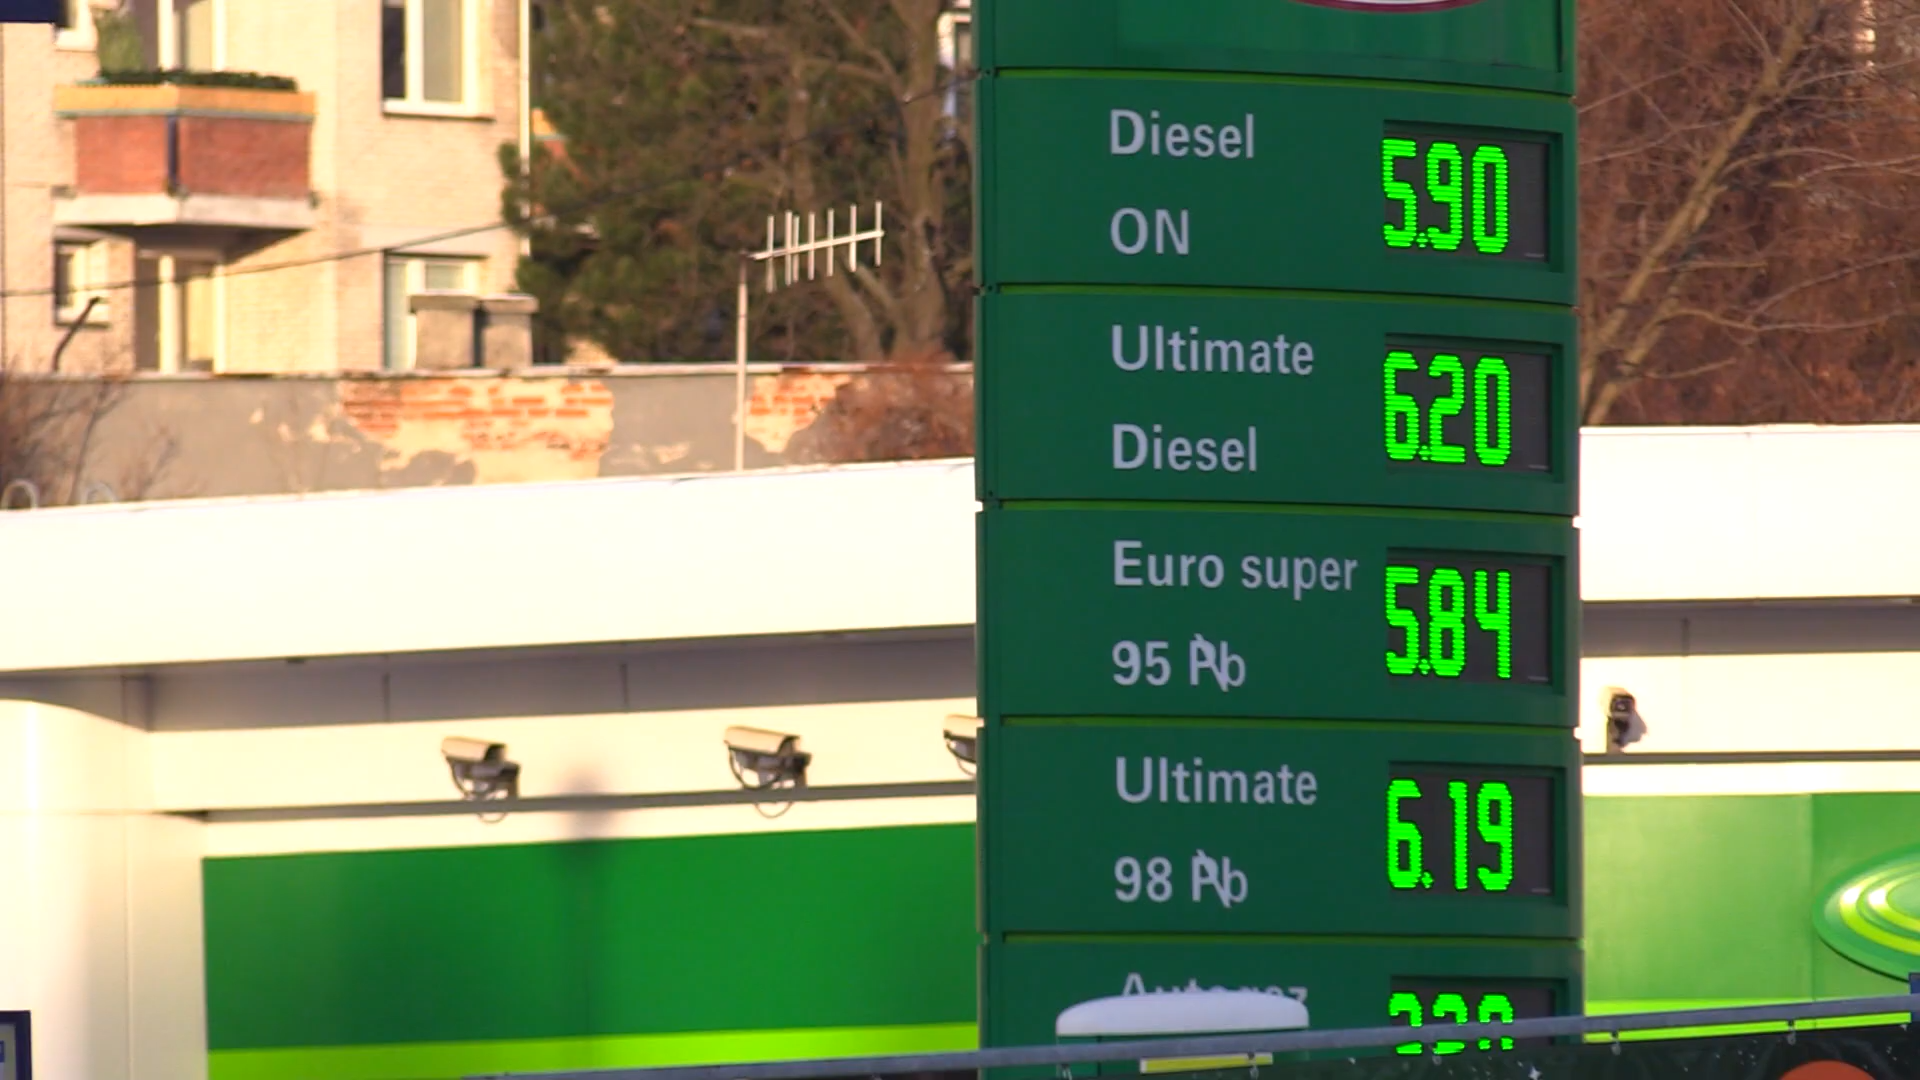 Diesel
ON
5.90
Ultimate
Diesel
6.20
Euro super
95 Pb
5.84
Ultimate
98 Pb
6.19
Autogaz